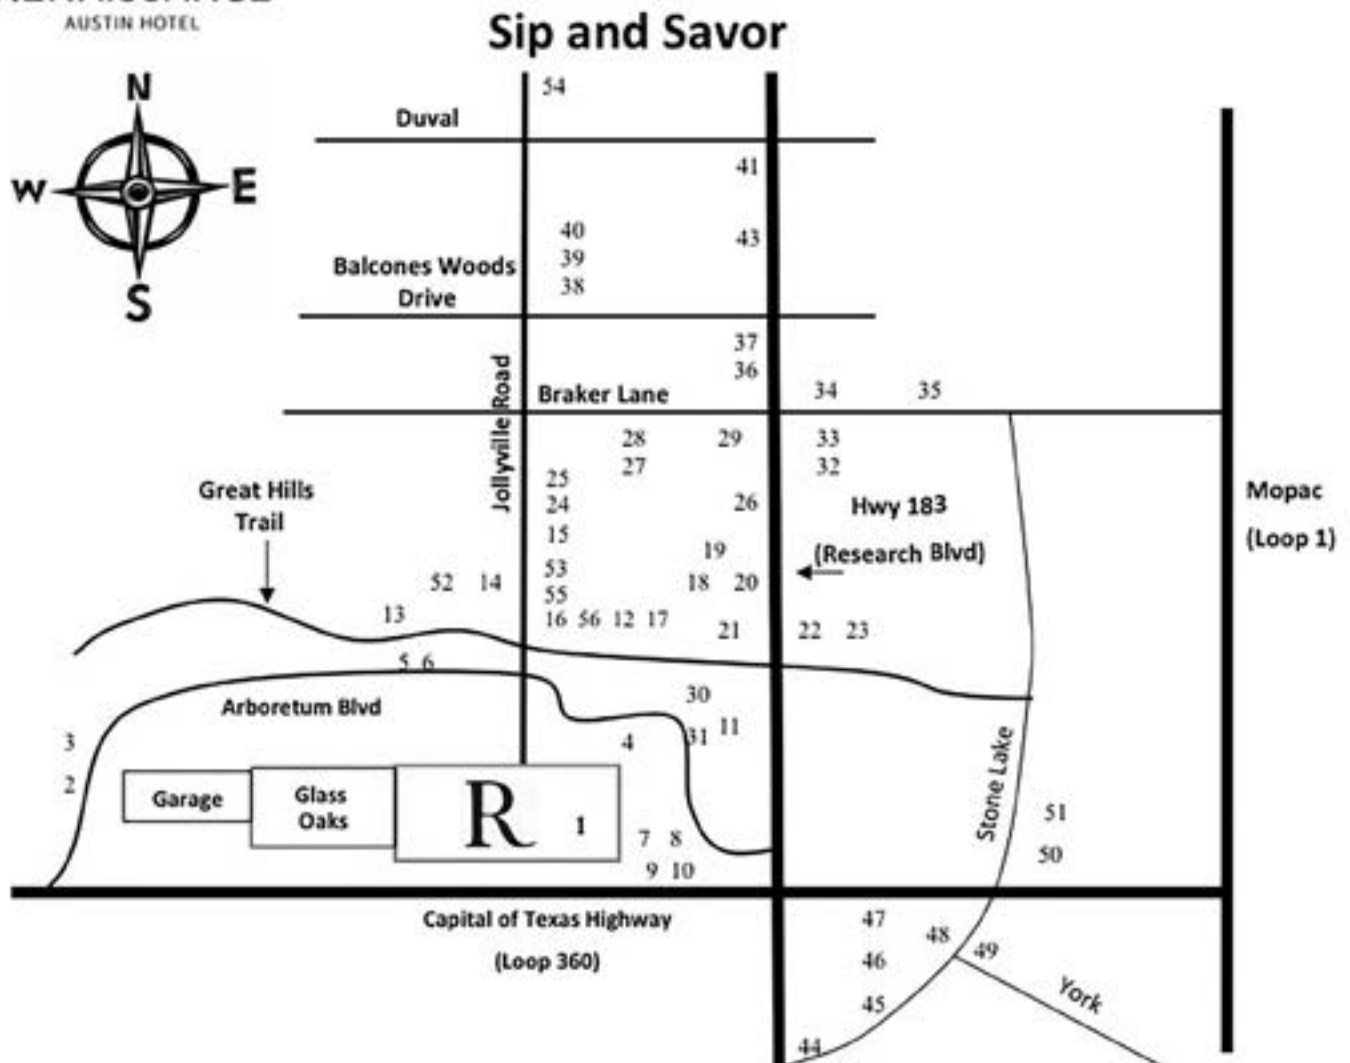 AUSTIN HOTEL
Sip and Savor
N
W E
S
54
Duval
41
40
43
39
Balcones Woods
Drive
38
37
36
Jollyville Road
Braker Lane
34 35
28 29 33
27 32
25
24 26
Great Hills
Trail
Hwy 183
(Research Blvd)
Mopac
(Loop 1)
15
19
53
52 14
18 20
55
13
16 56 12 17
21 22 23
5 6
30
Arboretum Blvd
3
4
31 11
2
Garage
Glass
Oaks
R 1
7 8
9 10
Stone Lake
51
50
Capital of Texas Highway
(Loop 360)
47
48
49
46
45
York
44